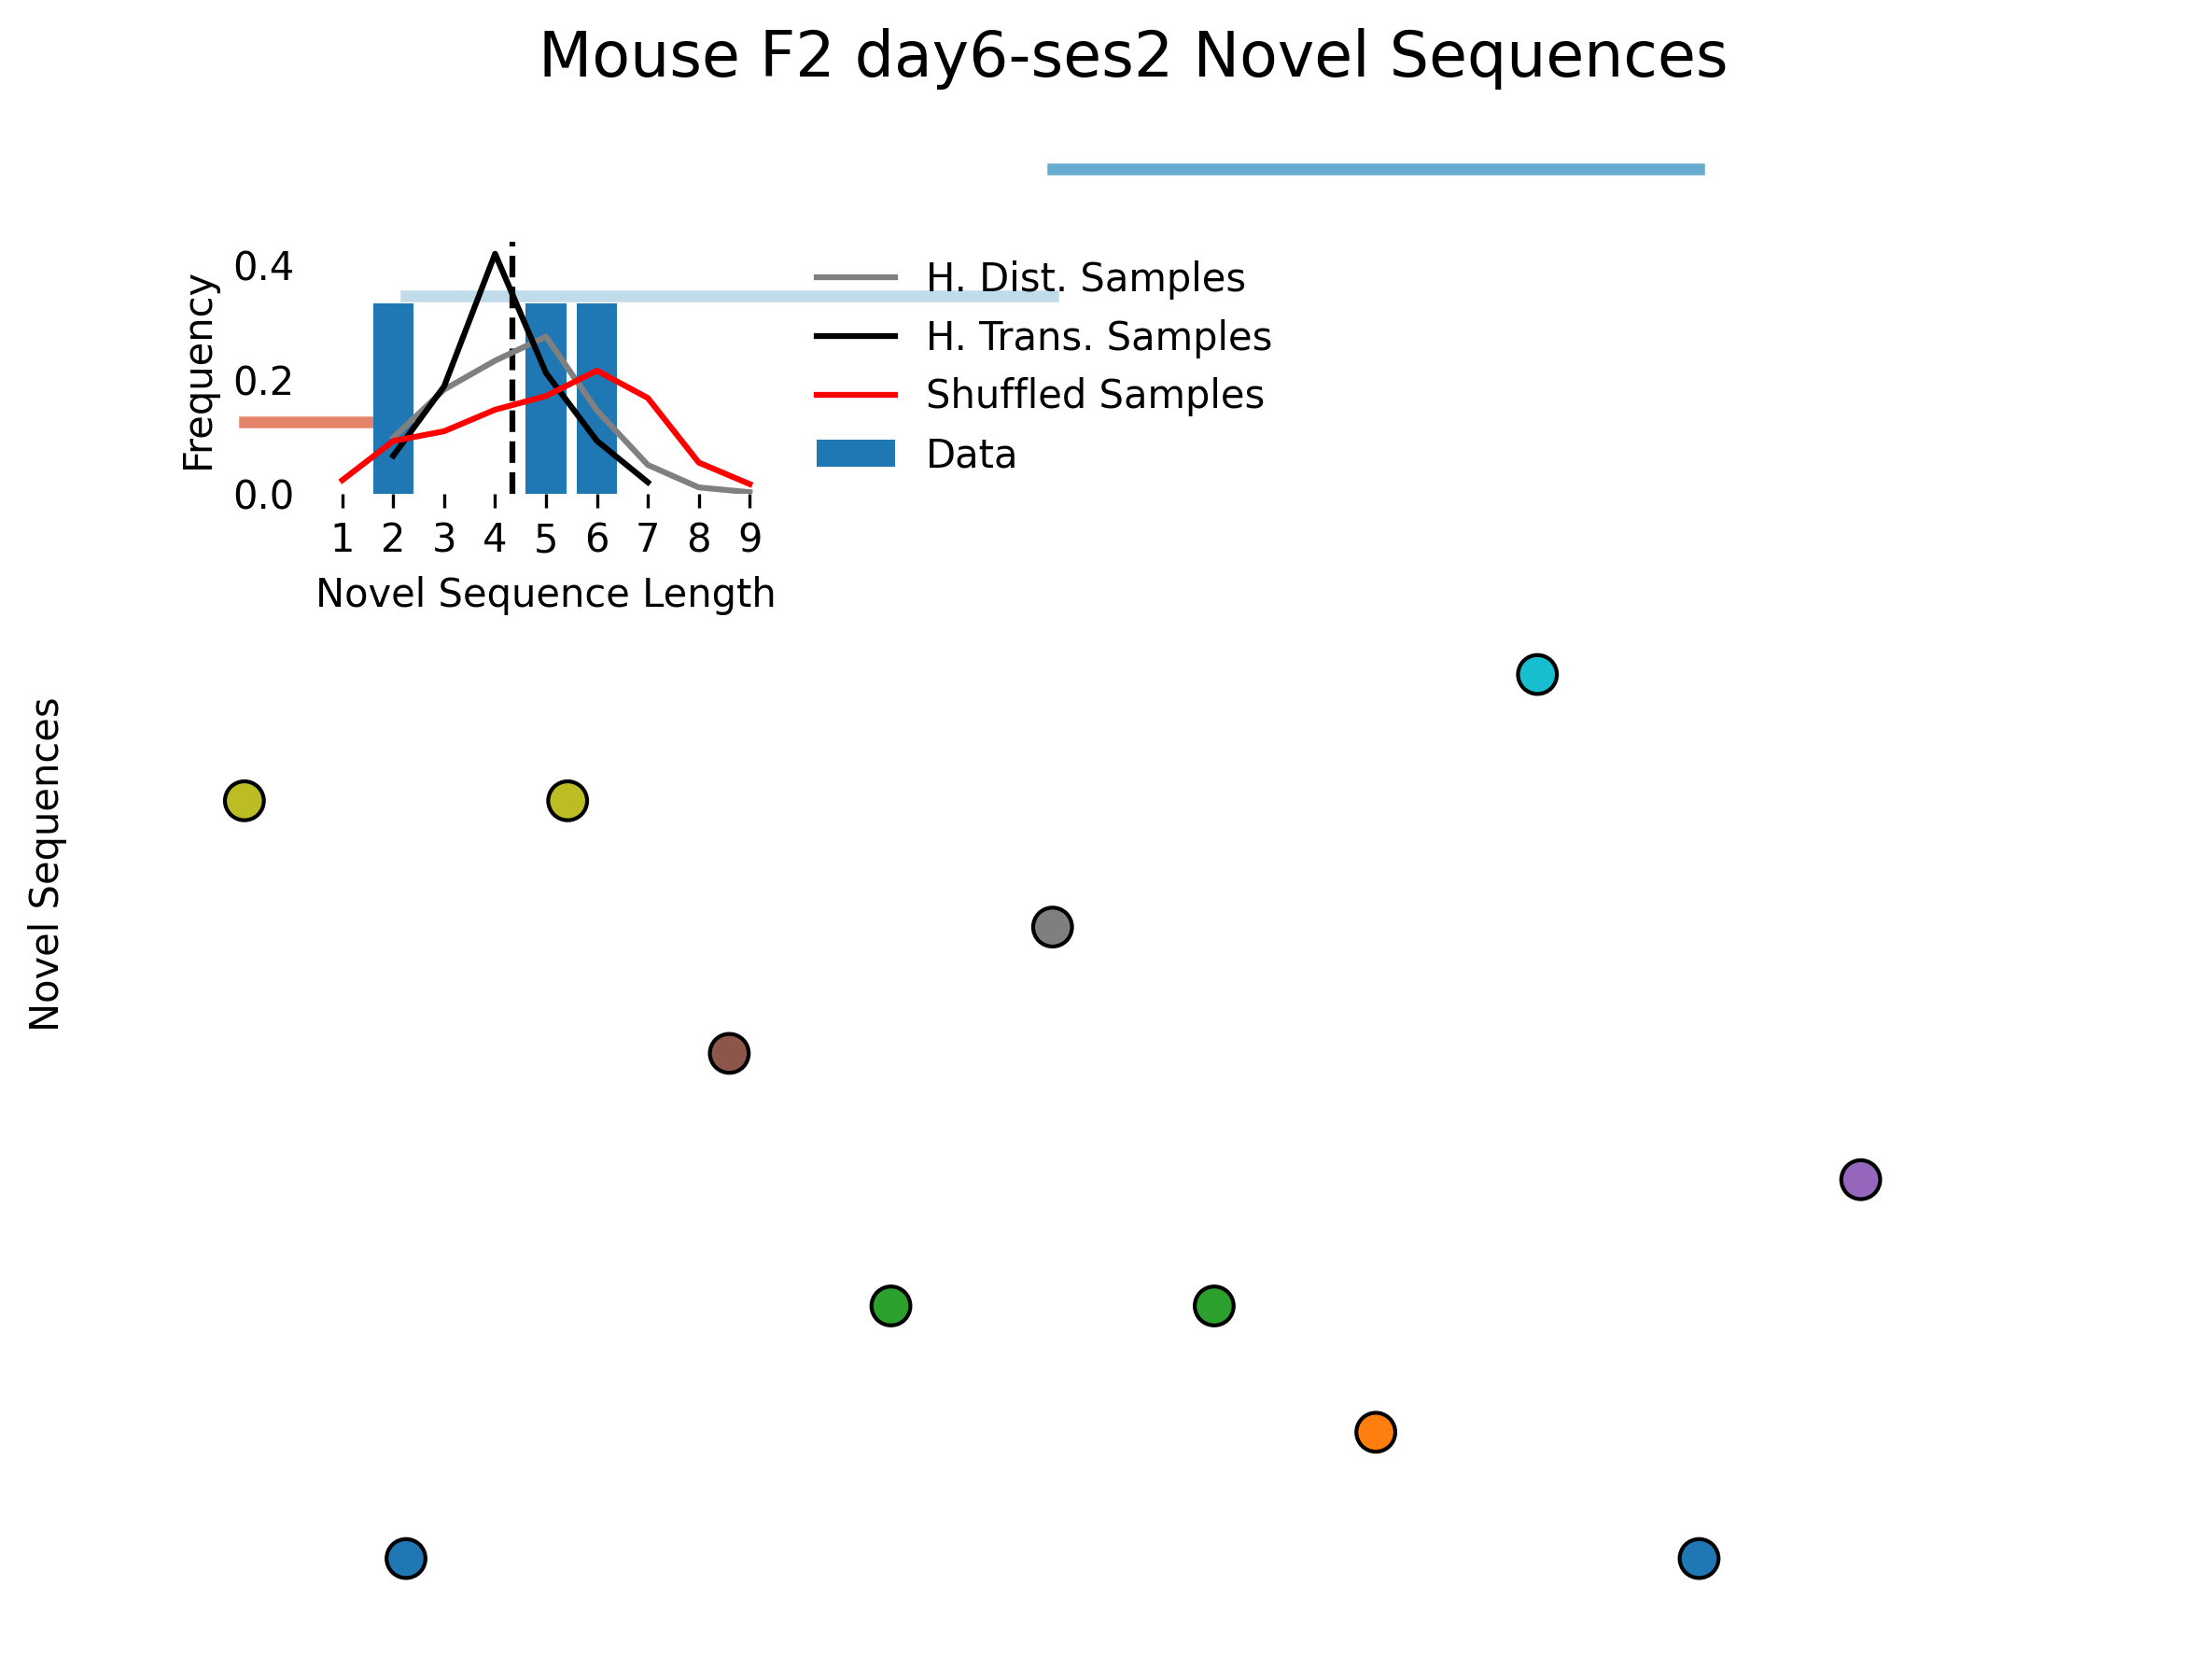 Mouse F2 day6-ses2 Novel Sequences
Frequency
0.4
0.2
0.0
1 2 3 4 5 6 7 8 9
Novel Sequence Length
H. Dist. Samples
H. Trans. Samples
Shuffled Samples
Data
Novel Sequences